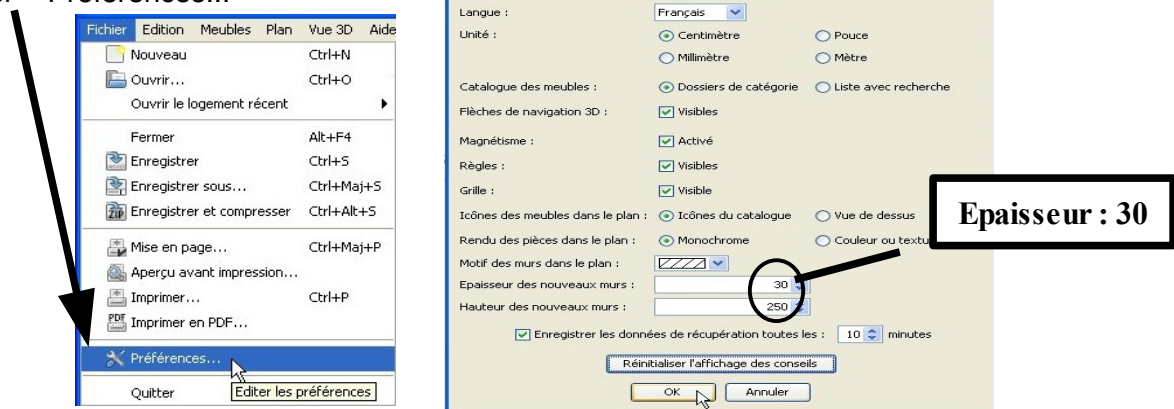 Préférences...
Fichier Edition Meubles Plan Vue 3D Aide
Nouveau Ctrl+N
Ouvrir... Ctrl+O
Ouvrir le logement récent
Fermer Alt+F4
Enregistrer Ctrl+S
Enregistrer sous... Ctrl+Maj+S
ZIP Enregistrer et compresser Ctrl+Alt+S
Mise en page... Ctrl+Maj+P
Aperçu avant impression...
Imprimer... Ctrl+P
PDF Imprimer en PDF...
Préférences...
Quitter
Editer les préférences
Langue : Français
Unité : Centimètre Pouce
Millimètre Mètre
Catalogue des meubles : Dossiers de catégorie Liste avec recherche
Flèches de navigation 3D : Visibles
Magnétisme : Activé
Règles : Visibles
Grille : Visible
Icônes des meubles dans le plan : Icônes du catalogue Vue de dessus
Rendu des pièces dans le plan : Monochrome Couleur ou
Motif des murs dans le plan :
Epaisseur des nouveaux murs : 30
Hauteur des nouveaux murs : 250
Enregistrer les données de récupération toutes les : 10 minutes
Réinitialiser l'affichage des conseils
OK Annuler
Epaisseur : 30